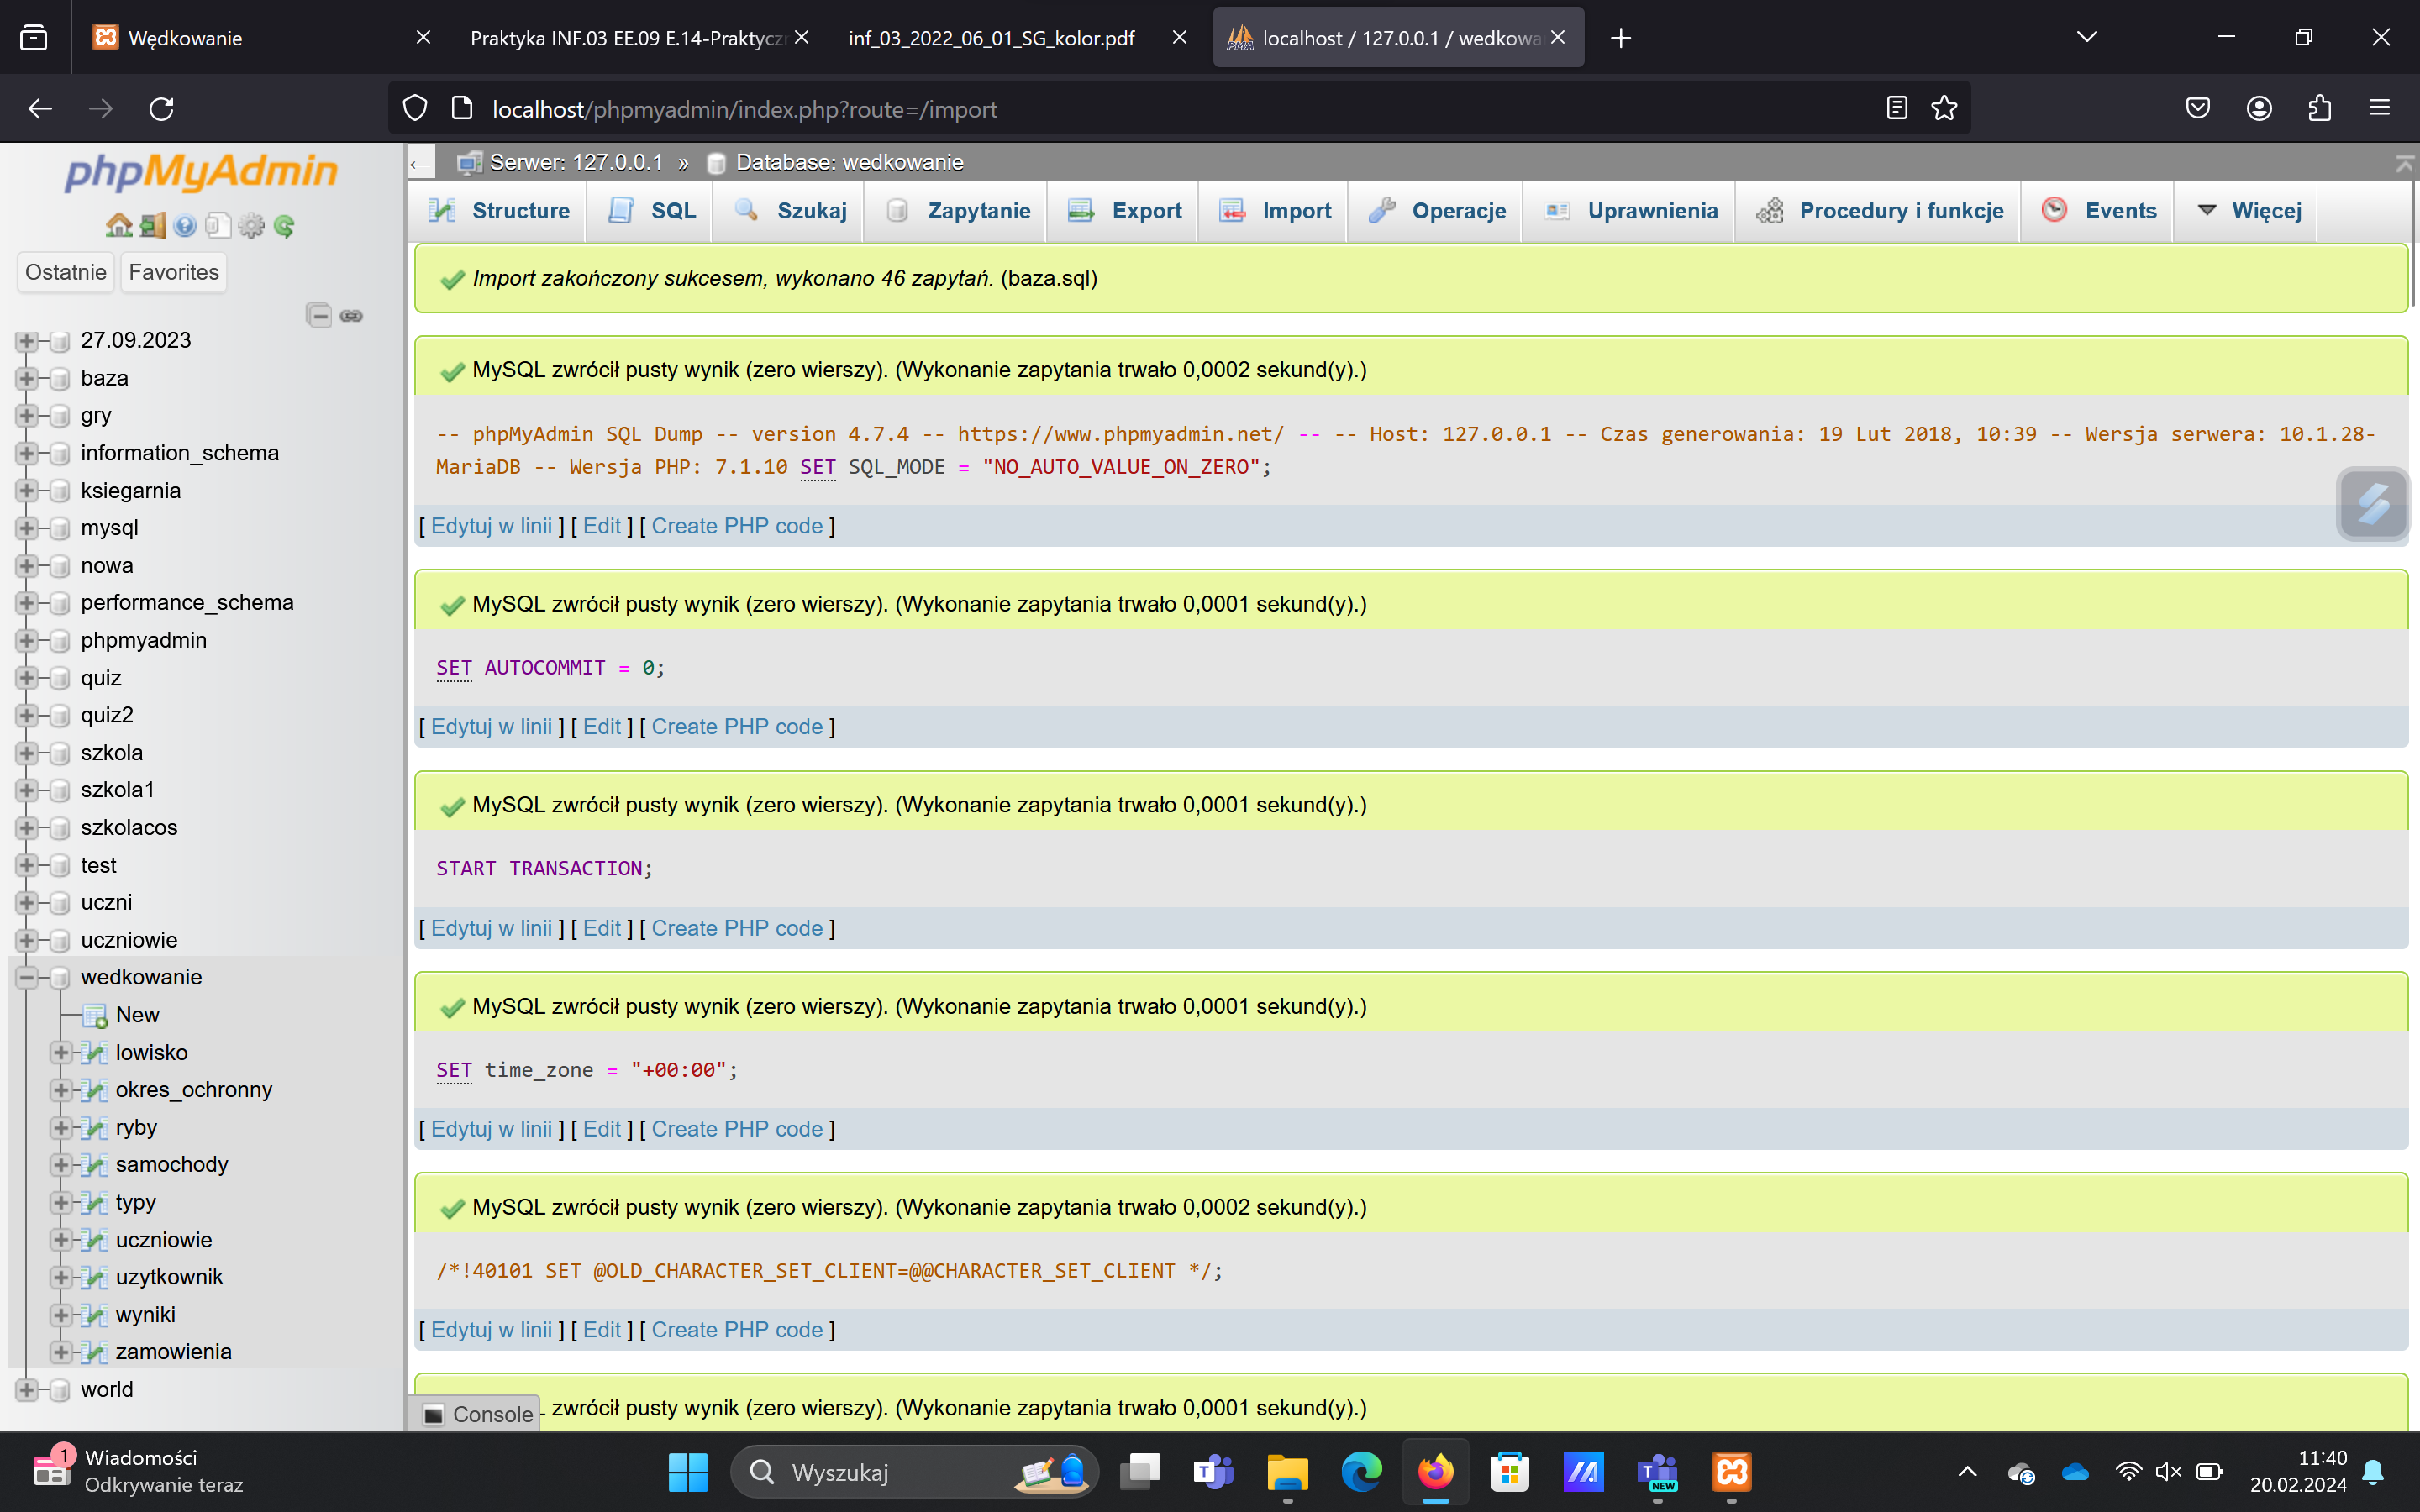 Wędkowanie
Praktyka INF.03 EE.09 E.14-Praktycz
inf_03_2022_06_01_SG_kolor.pdf
localhost / 127.0.0.1 / wedkowa
localhost/phpmyadmin/index.php?route=/import
phpMyAdmin
Serwer: 127.0.0.1 » Database: wedkowanie
Structure SQL Szukaj Zapytanie Export Import Operacje Uprawnienia Procedury i funkcje Events Więcej
Ostatnie Favorites
27.09.2023
baza
gry
information_schema
ksiegarnia
mysql
nowa
performance_schema
phpmyadmin
quiz
quiz2
szkola
szkola1
szkolacos
test
uczni
uczniowie
wedkowanie
New
lowisko
okres_ochronny
ryby
samochody
typy
uczniowie
uzytkownik
wyniki
zamowienia
world
Import zakończony sukcesem, wykonano 46 zapytań. (baza.sql)
MySQL zwrócił pusty wynik (zero wierszy). (Wykonanie zapytania trwało 0,0002 sekund(y).)
-- phpMyAdmin SQL Dump -- version 4.7.4 -- https://www.phpmyadmin.net/ -- -- Host: 127.0.0.1 -- Czas generowania: 19 Lut 2018, 10:39 -- Wersja serwera: 10.1.28-
MariaDB -- Wersja PHP: 7.1.10 SET SQL_MODE = "NO_AUTO_VALUE_ON_ZERO";
[ Edytuj w linii ] [ Edit ] [ Create PHP code ]
MySQL zwrócił pusty wynik (zero wierszy). (Wykonanie zapytania trwało 0,0001 sekund(y).)
SET AUTOCOMMIT = 0;
[ Edytuj w linii ] [ Edit ] [ Create PHP code ]
MySQL zwrócił pusty wynik (zero wierszy). (Wykonanie zapytania trwało 0,0001 sekund(y).)
START TRANSACTION;
[ Edytuj w linii ] [ Edit ] [ Create PHP code ]
MySQL zwrócił pusty wynik (zero wierszy). (Wykonanie zapytania trwało 0,0001 sekund(y).)
SET time_zone = "+00:00";
[ Edytuj w linii ] [ Edit ] [ Create PHP code ]
MySQL zwrócił pusty wynik (zero wierszy). (Wykonanie zapytania trwało 0,0002 sekund(y).)
/*!40101 SET @OLD_CHARACTER_SET_CLIENT=@@CHARACTER_SET_CLIENT */;
[ Edytuj w linii ] [ Edit ] [ Create PHP code ]
zwrócił pusty wynik (zero wierszy). (Wykonanie zapytania trwało 0,0001 sekund(y).)
Console
1
Wiadomości
Odkrywanie teraz
Wyszukaj
NEW
11:40
20.02.2024